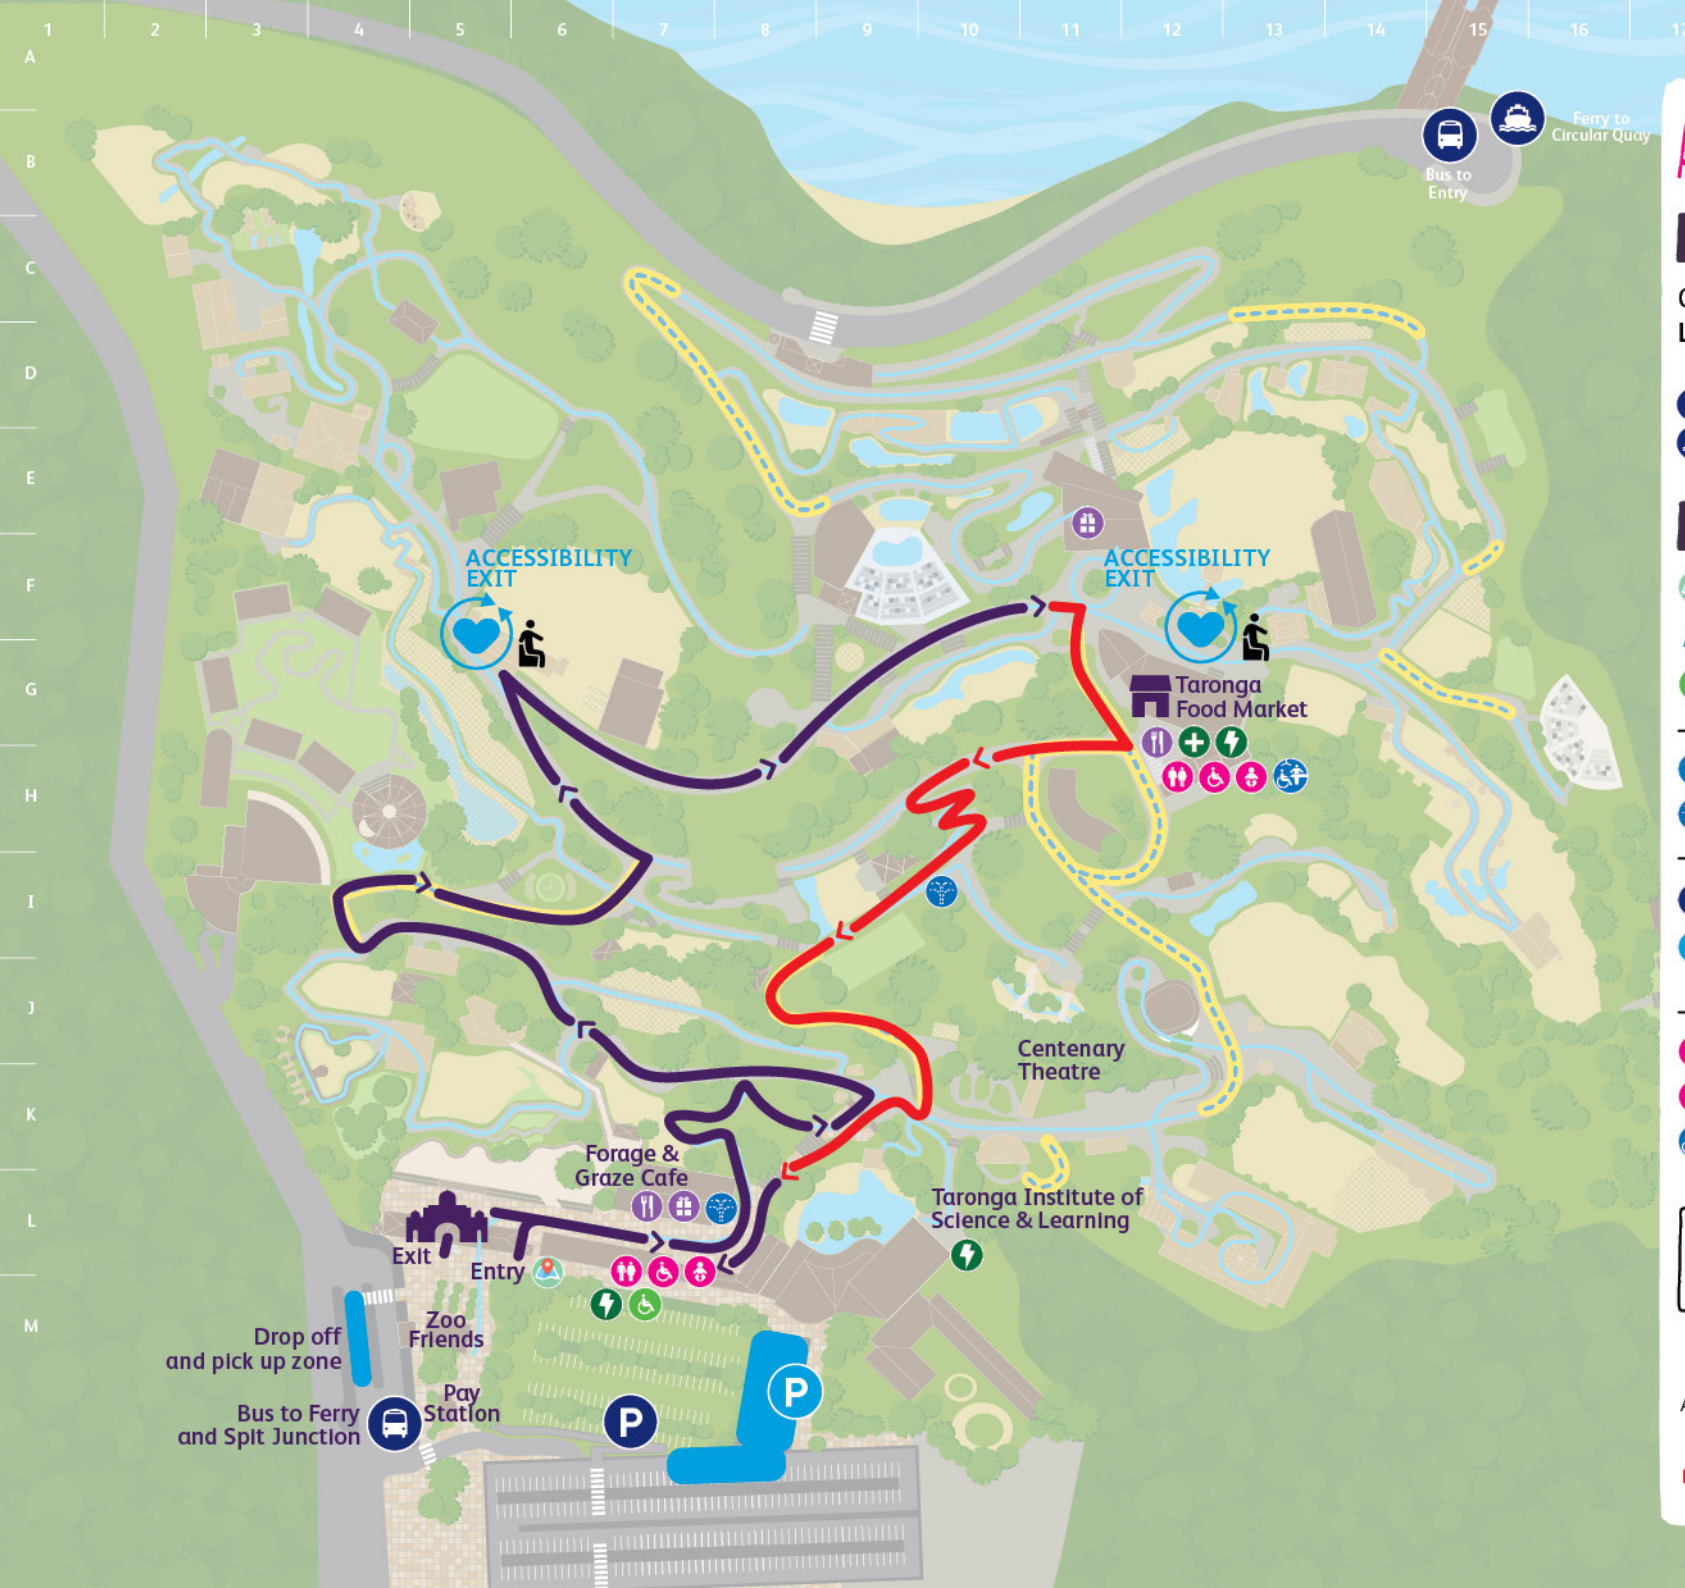 1 2 3 4 5 6 7 8 9 10 11 12 13 14 15 16 17
A
B
C
D
E
F
G
H
I
J
K
L
M
Ferry to
Circular Quay
Bus to
Entry
ACCESSIBILITY
EXIT
ACCESSIBILITY
EXIT
Taronga
Food Market
Centenary
Theatre
Forage &
Graze Cafe
Taronga Institute of
Science & Learning
Exit
Entry
Zoo
Friends
Drop off
and pick up zone
Pay
Station
Bus to Ferry
and Spit Junction
P
P